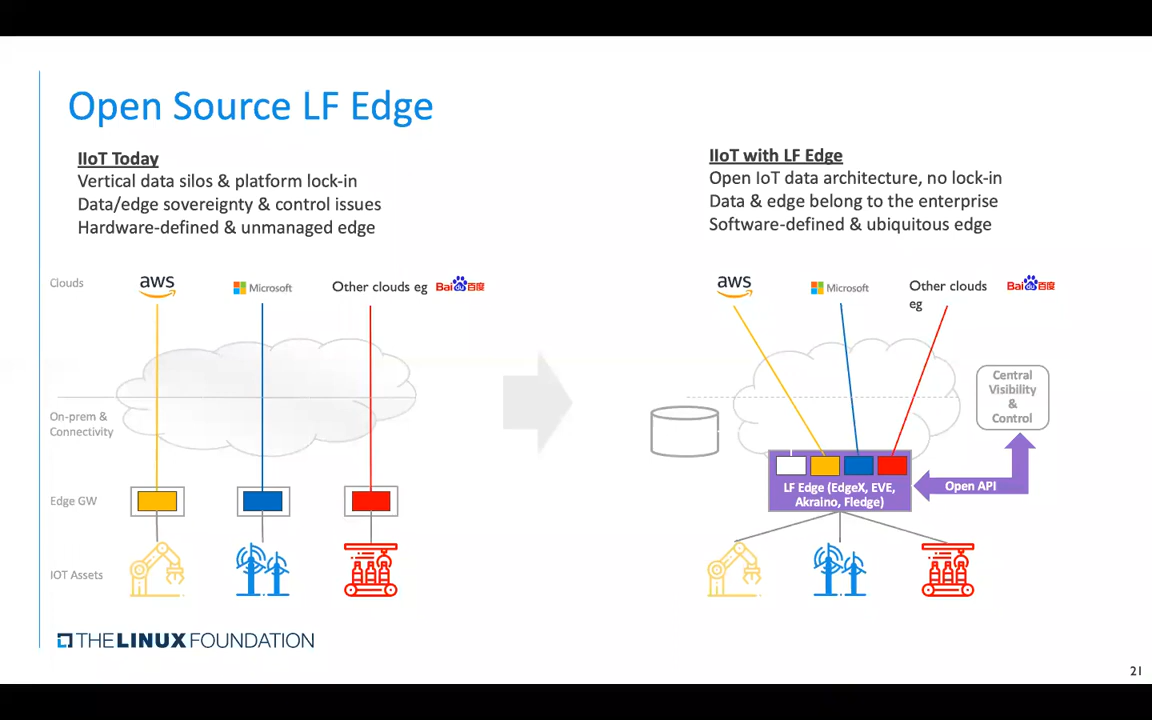 Open Source LF Edge
IIoT Today
Vertical data silos & platform lock-in
Data/edge sovereignty & control issues
Hardware-defined & unmanaged edge
IIoT with LF Edge
Open IoT data architecture, no lock-in
Data & edge belong to the enterprise
Software-defined & ubiquitous edge
Clouds
aws
Microsoft
Other clouds eg
Bai百度
On-prem &
Connectivity
Edge GW
IOT Assets
aws
Microsoft
Other clouds
eg
Bai百度
Central
Visibility
&
Control
LF Edge (EdgeX, EVE,
Akraino, Fledge)
Open API
THE LINUX FOUNDATION
21